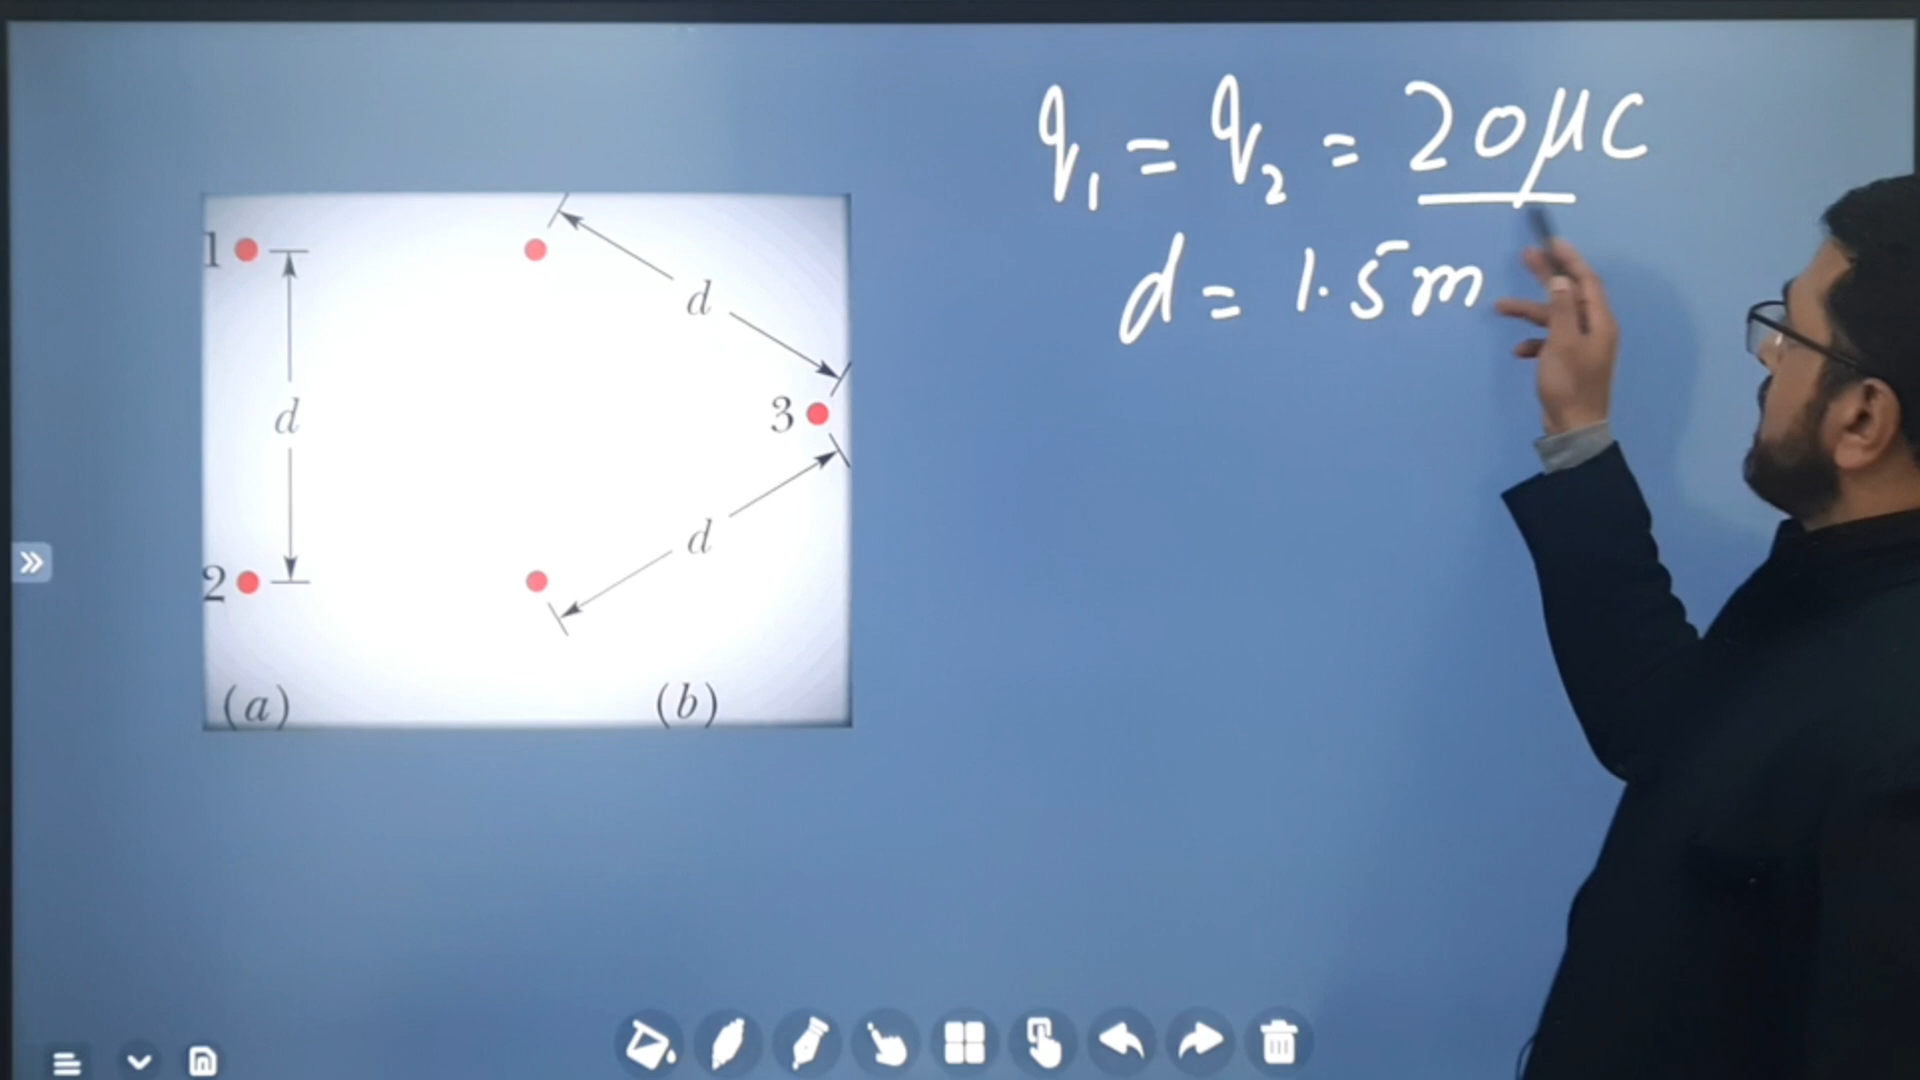 q₁ = q₂ = 20μC
d = 1.5m
1
d
2
(a)
d
3
d
(b)